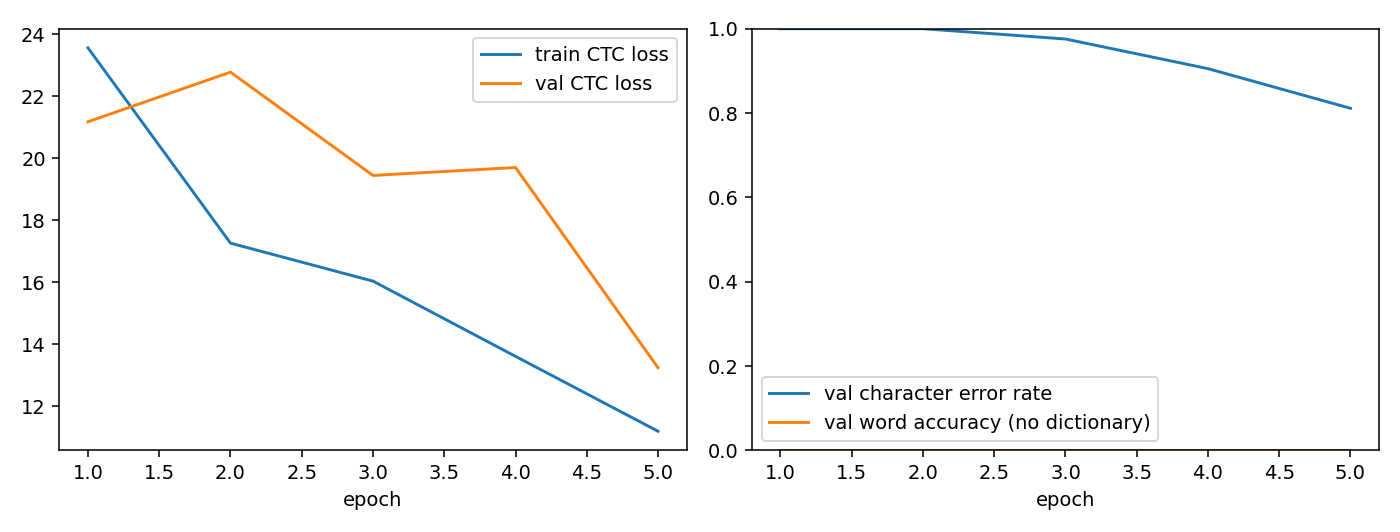 24
22
20
18
16
14
12
1.0 1.5 2.0 2.5 3.0 3.5 4.0 4.5 5.0
epoch
train CTC loss
val CTC loss
1.0
0.8
0.6
0.4
0.2
0.0
1.0 1.5 2.0 2.5 3.0 3.5 4.0 4.5 5.0
epoch
val character error rate
val word accuracy (no dictionary)